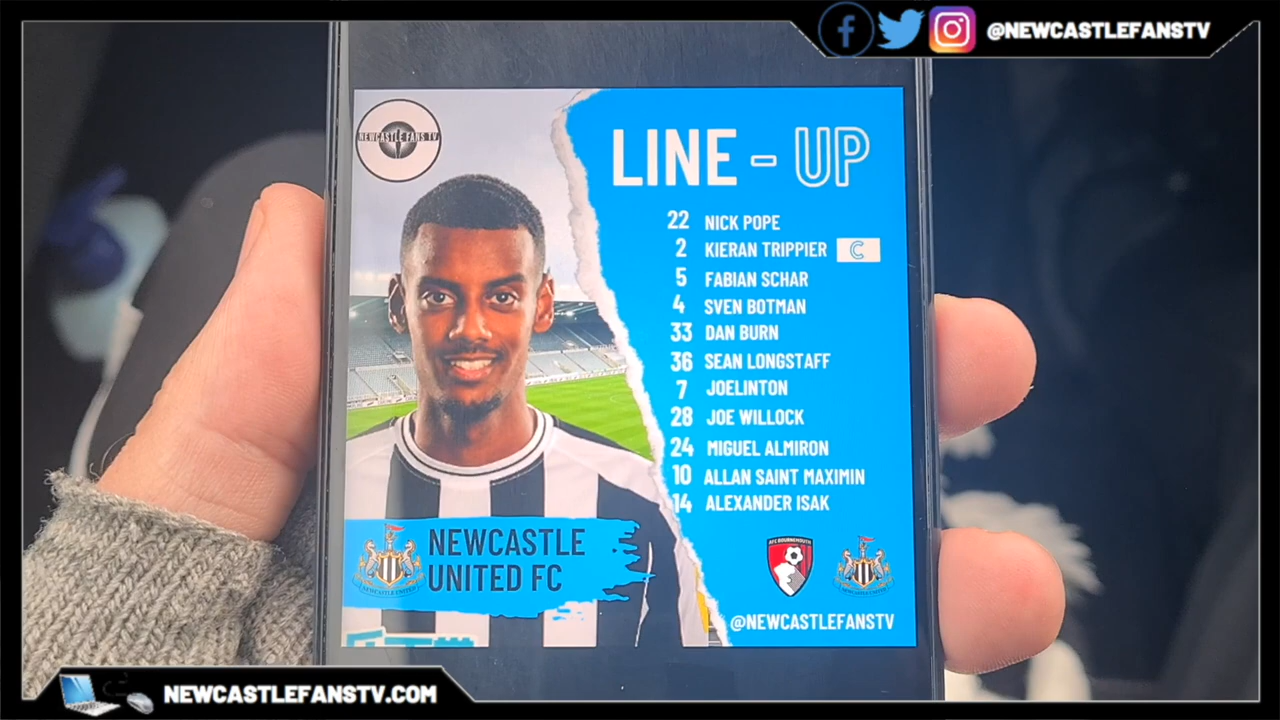 @NEWCASTLEFANSTV
NEWCASTLE FANS TV
LINE - UP
22 NICK POPE
2 KIERAN TRIPPIER C
5 FABIAN SCHAR
4 SVEN BOTMAN
33 DAN BURN
36 SEAN LONGSTAFF
7 JOELINTON
28 JOE WILLOCK
24 MIGUEL ALMIRON
10 ALLAN SAINT MAXIMIN
14 ALEXANDER ISAK
NEWCASTLE
UNITED FC
AFC BOURNEMOUTH
@NEWCASTLEFANSTV
NEWCASTLEFANSTV.COM